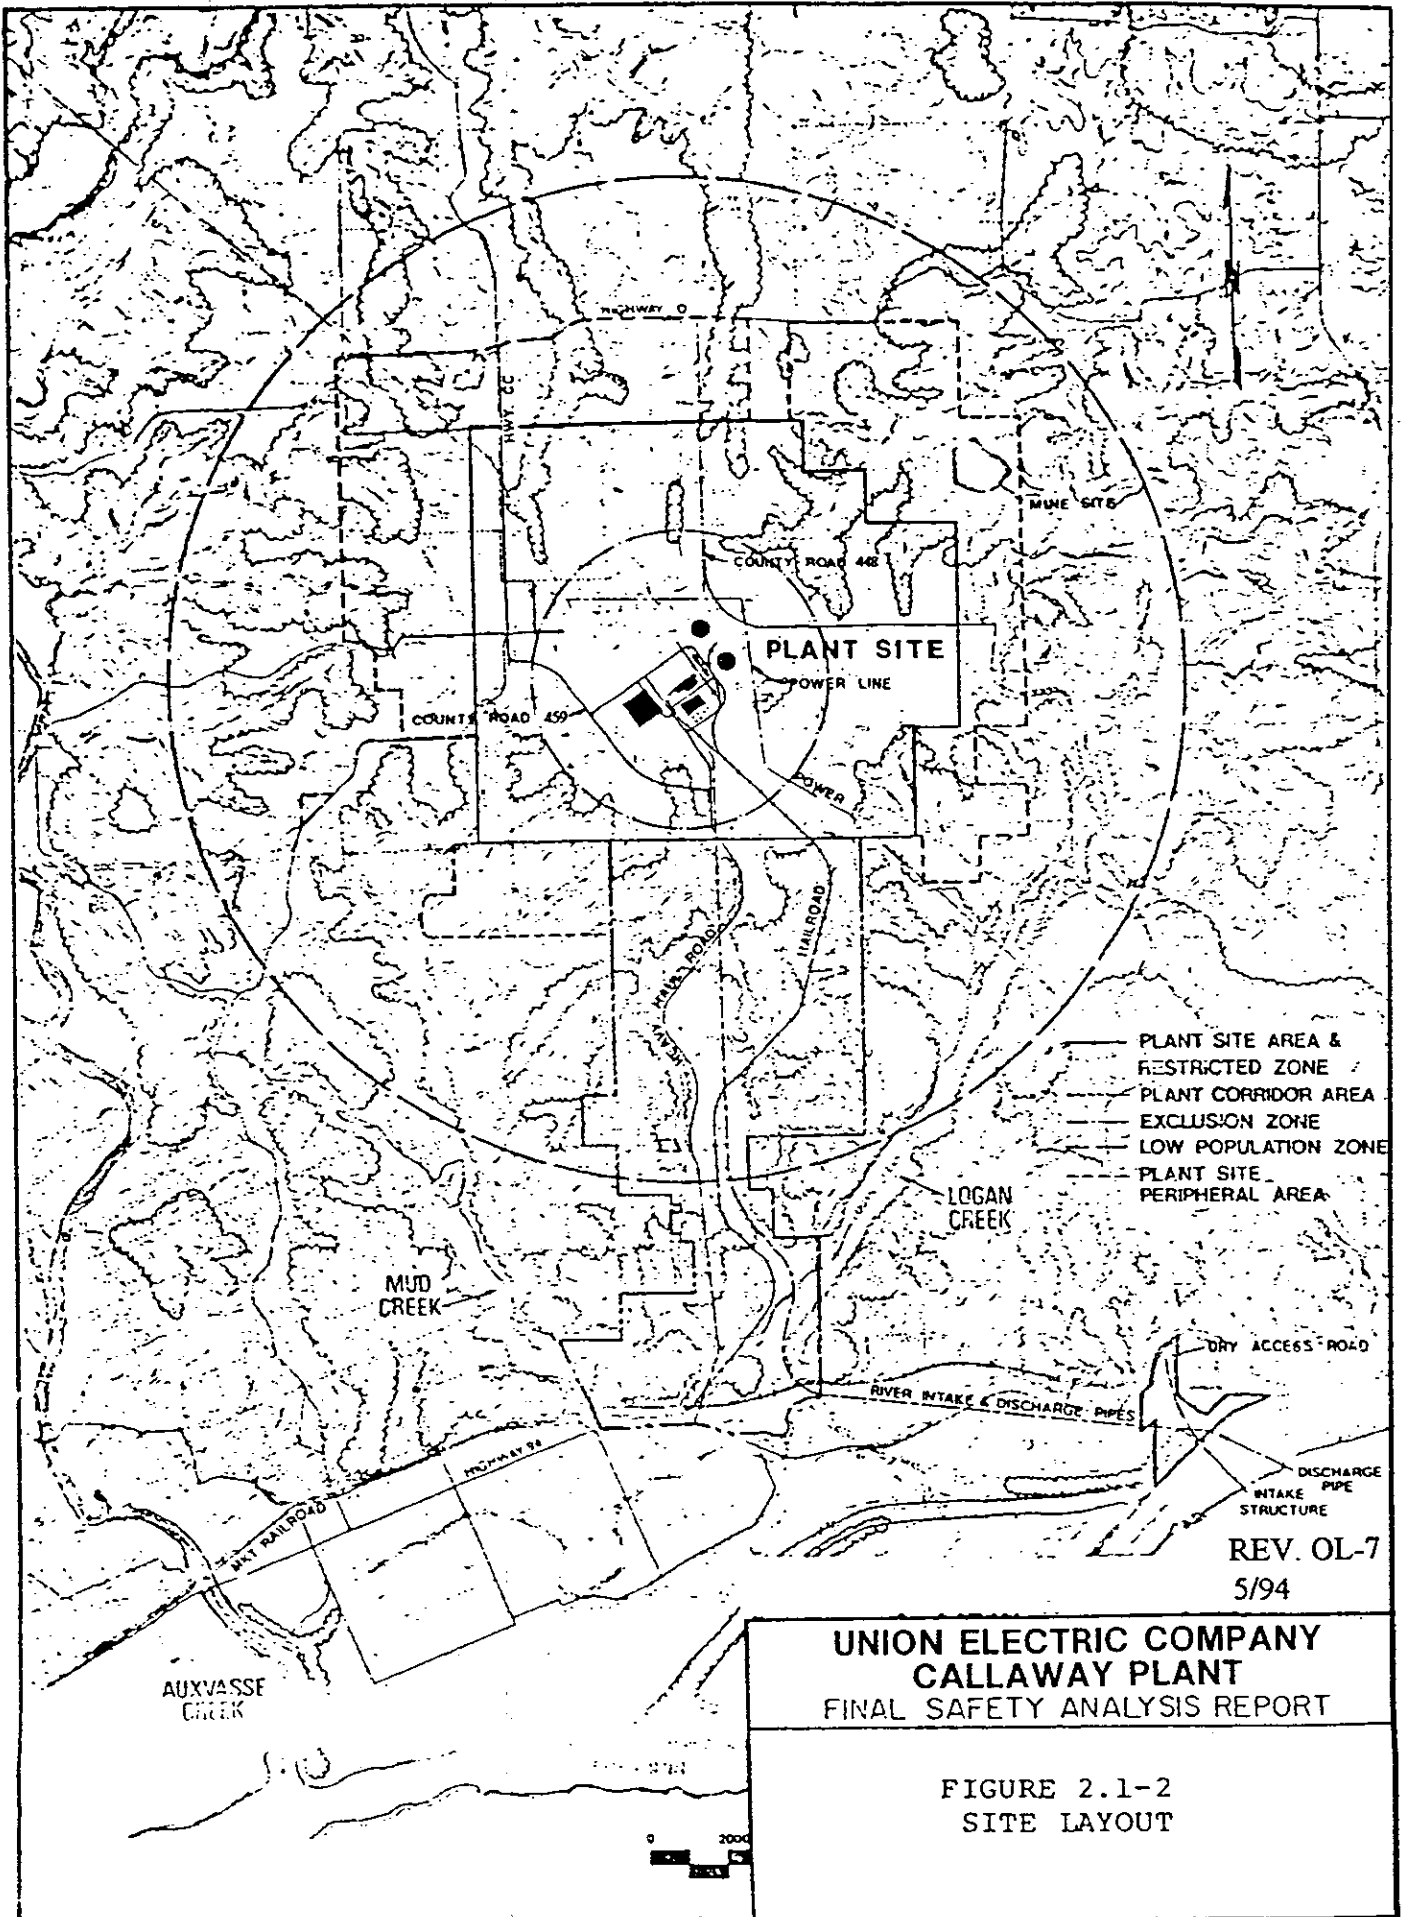 HIGHWAY O
HWY. CC
MINE SITE
COUNTY ROAD 448
PLANT SITE
POWER LINE
COUNTY ROAD 459
POWER
HEAVY HAUL ROAD
RAILROAD
PLANT SITE AREA &
RESTRICTED ZONE
PLANT CORRIDOR AREA
EXCLUSION ZONE
LOW POPULATION ZONE
PLANT SITE
PERIPHERAL AREA
LOGAN
CREEK
MUD
CREEK
DRY ACCESS ROAD
RIVER INTAKE & DISCHARGE PIPES
HIGHWAY 94
MKT RAILROAD
DISCHARGE
PIPE
INTAKE
STRUCTURE
REV. OL-7
5/94
AUXVASSE
CREEK
UNION ELECTRIC COMPANY
CALLAWAY PLANT
FINAL SAFETY ANALYSIS REPORT
FIGURE 2.1-2
SITE LAYOUT
0 2000